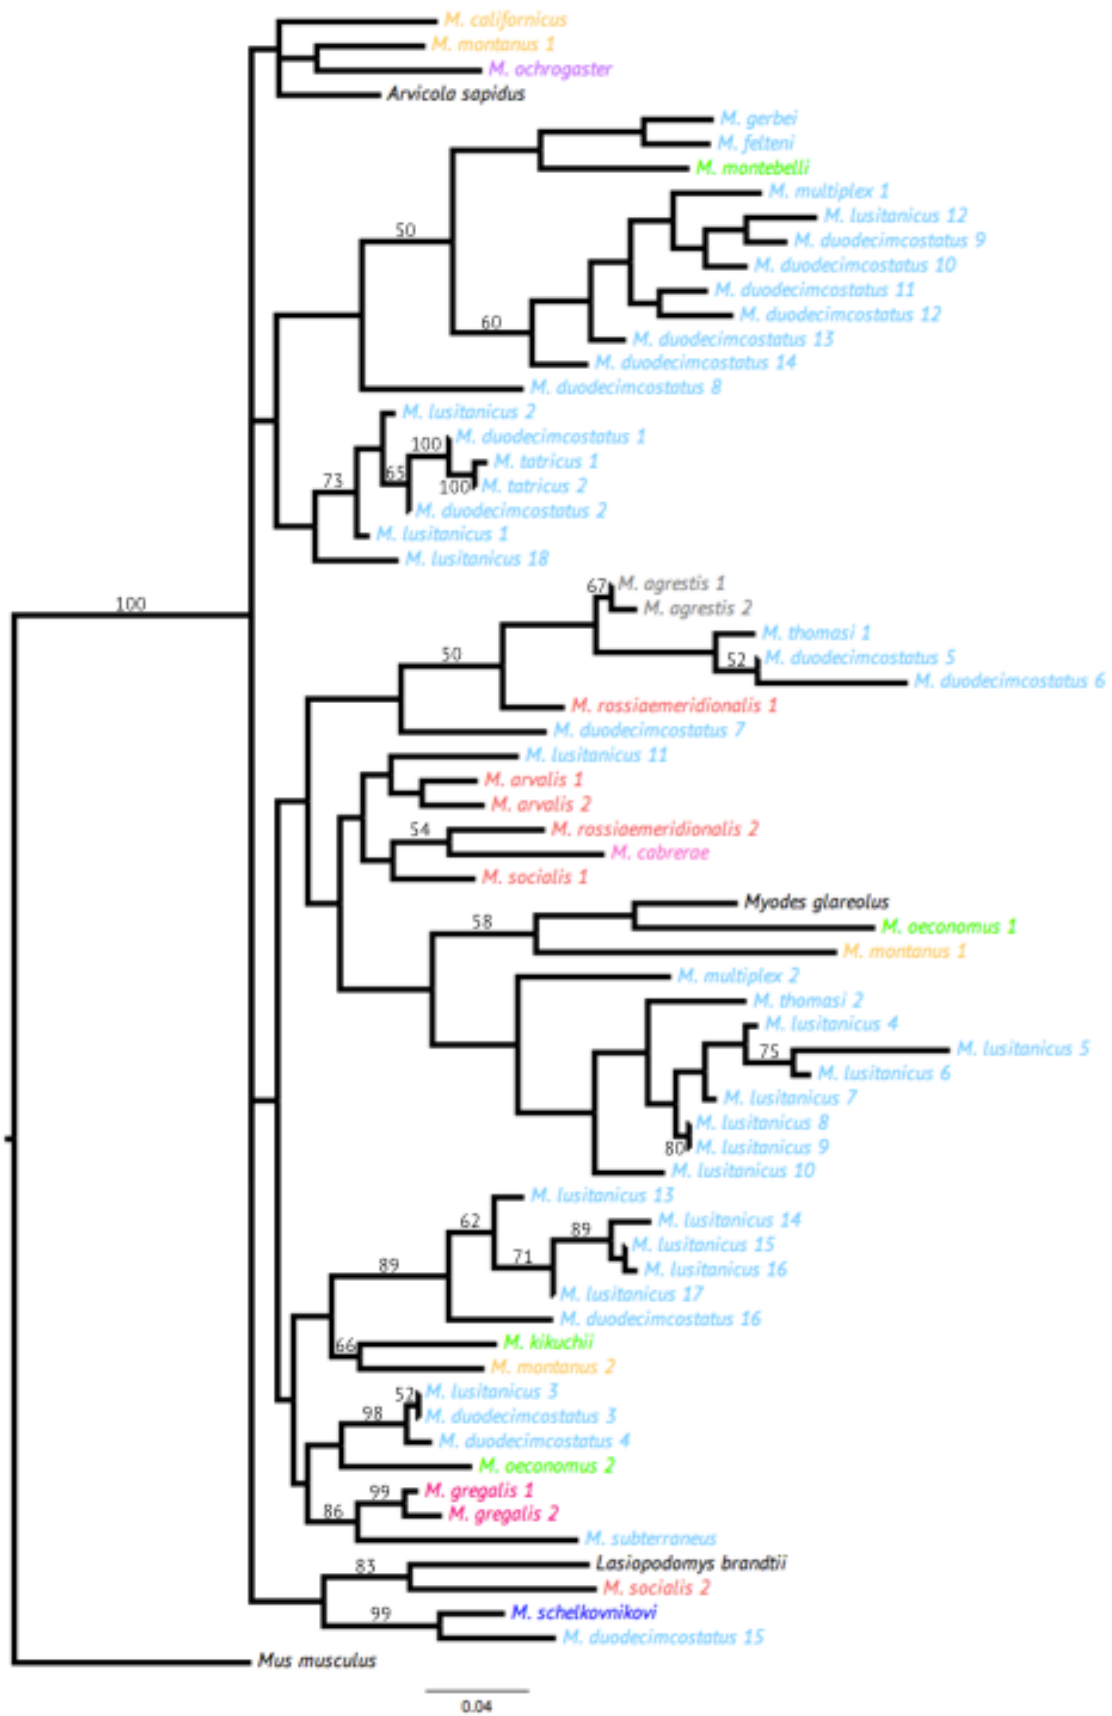 M. californicus
M. montanus 1
M. ochrogaster
Arvicola sapidus
M. gerbei
M. felteni
M. montebelli
M. multiplex 1
M. lusitanicus 12
50
M. duodecimcostatus 9
M. duodecimcostatus 10
M. duodecimcostatus 11
M. duodecimcostatus 12
60
M. duodecimcostatus 13
M. duodecimcostatus 14
M. duodecimcostatus 8
M. lusitanicus 2
M. duodecimcostatus 1
100
M. tatricus 1
65
73
100
M. tatricus 2
M. duodecimcostatus 2
M. lusitanicus 1
M. lusitanicus 18
67
M. agrestis 1
100
M. agrestis 2
M. thomasi 1
50
52
M. duodecimcostatus 5
M. duodecimcostatus 6
M. rossiaemeridionalis 1
M. duodecimcostatus 7
M. lusitanicus 11
M. arvalis 1
M. arvalis 2
54
M. rossiaemeridionalis 2
M. cabrerae
M. socialis 1
Myodes glareolus
58
M. oeconomus 1
M. montanus 1
M. multiplex 2
M. thomasi 2
M. lusitanicus 4
75
M. lusitanicus 5
M. lusitanicus 6
M. lusitanicus 7
M. lusitanicus 8
80
M. lusitanicus 9
M. lusitanicus 10
M. lusitanicus 13
62
89
M. lusitanicus 14
M. lusitanicus 15
71
89
M. lusitanicus 16
M. lusitanicus 17
M. duodecimcostatus 16
66
M. kikuchii
M. montanus 2
52
M. lusitanicus 3
98
M. duodecimcostatus 3
M. duodecimcostatus 4
M. oeconomus 2
99
M. gregalis 1
86
M. gregalis 2
M. subterraneus
83
Lasiopodomys brandtii
M. socialis 2
99
M. schelkovnikovi
M. duodecimcostatus 15
Mus musculus
0.04